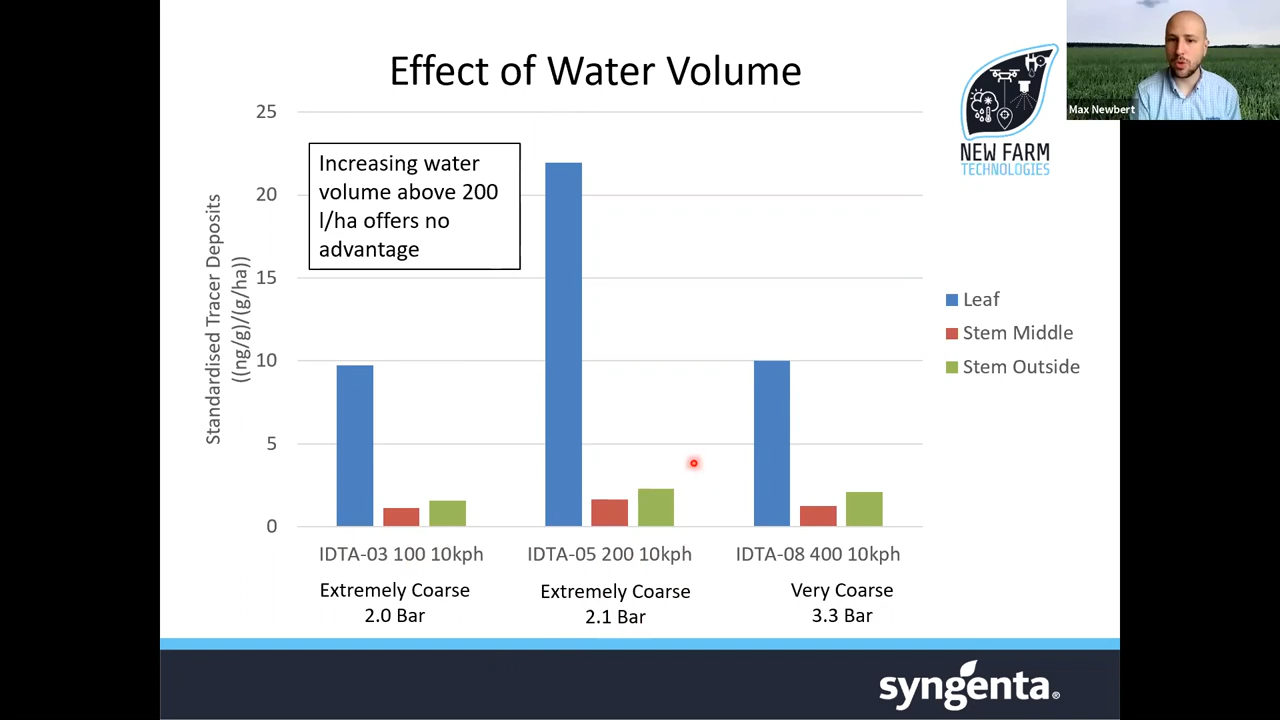 Effect of Water Volume
Max Newbert
NEW FARM
TECHNOLOGIES
25
20
15
10
5
0
Standardised Tracer Deposits
((ng/g)/(g/ha))
Increasing water
volume above 200
l/ha offers no
advantage
Leaf
Stem Middle
Stem Outside
IDTA-03 100 10kph
IDTA-05 200 10kph
IDTA-08 400 10kph
Extremely Coarse
2.0 Bar
Extremely Coarse
2.1 Bar
Very Coarse
3.3 Bar
syngenta®